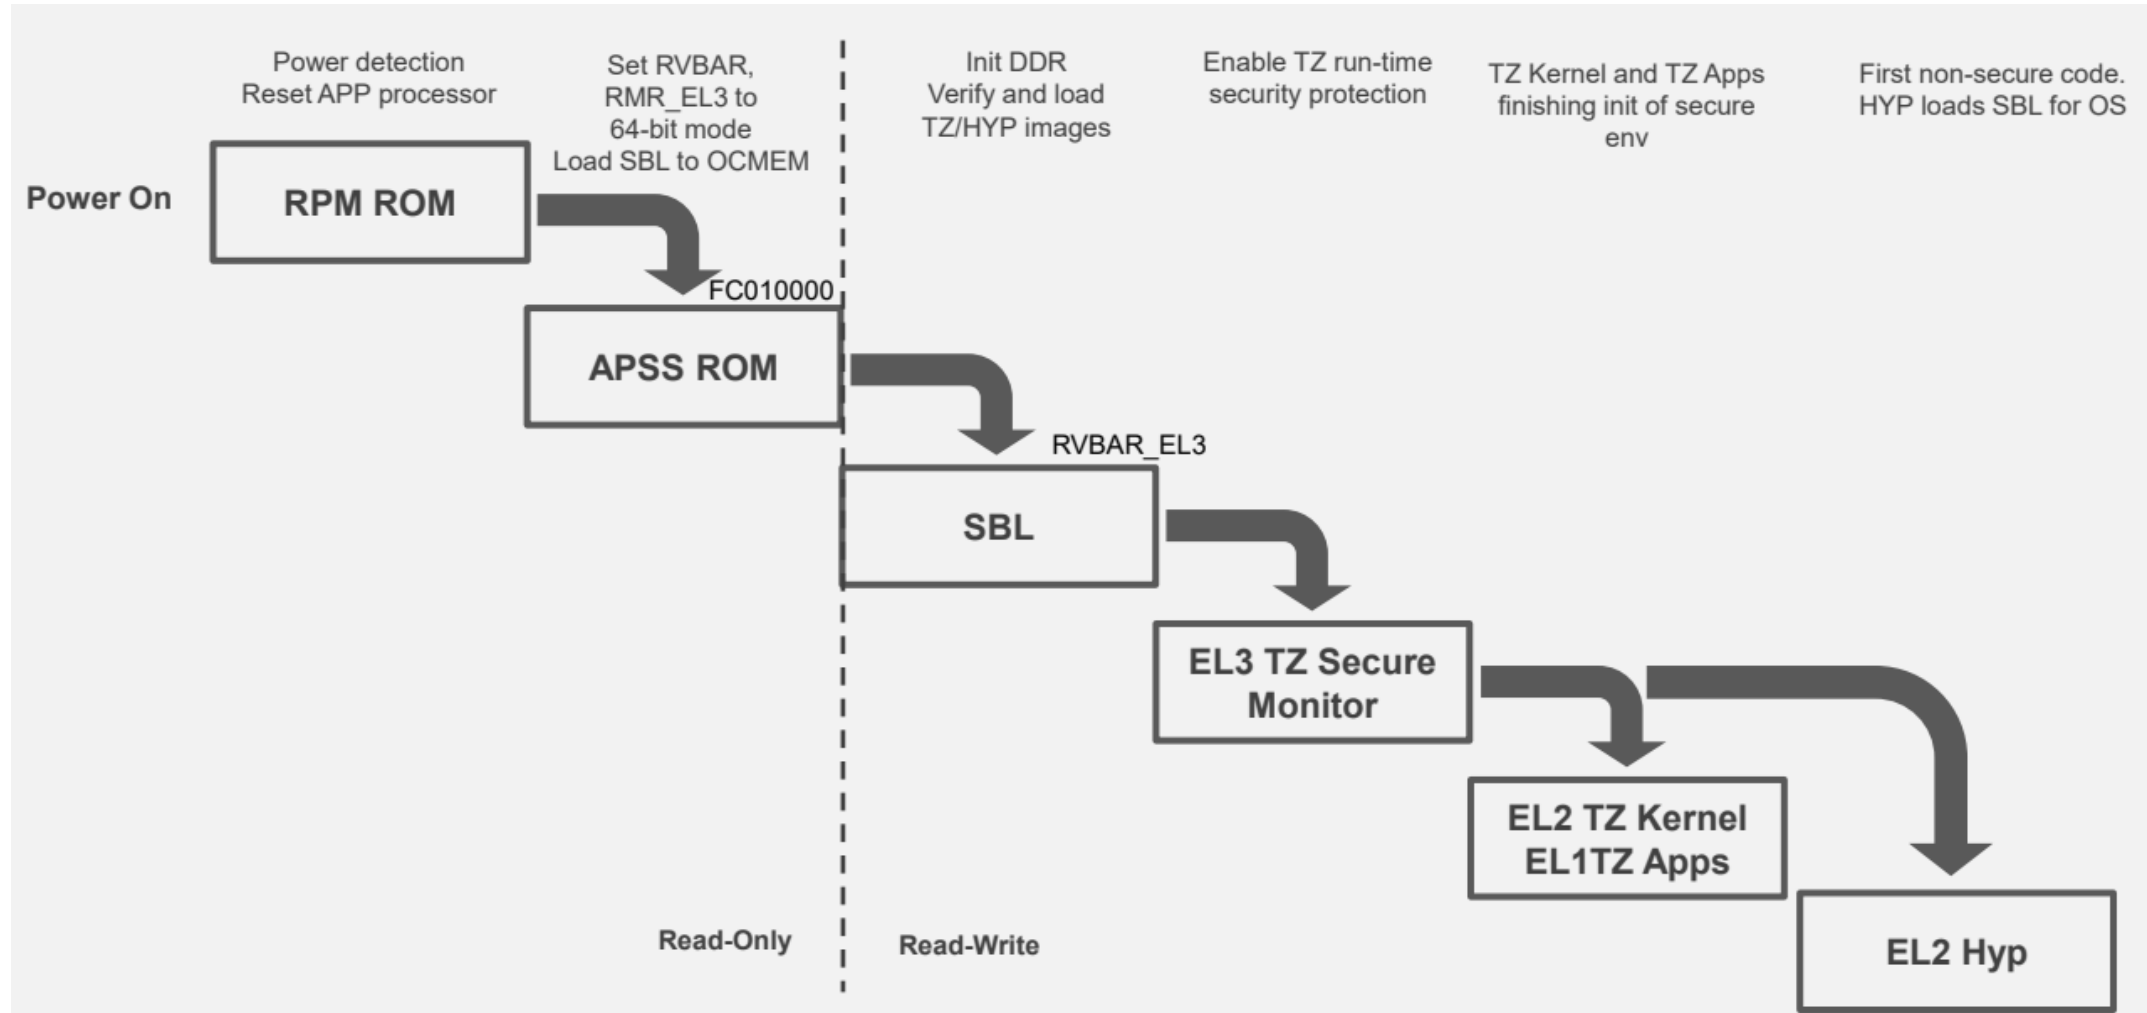 Power detection
Reset APP processor
Set RVBAR,
RMR_EL3 to
64-bit mode
Load SBL to OCMEM
Init DDR
Verify and load
TZ/HYP images
Enable TZ run-time
security protection
TZ Kernel and TZ Apps
finishing init of secure
env
First non-secure code.
HYP loads SBL for OS
Power On
RPM ROM
FC010000
APSS ROM
RVBAR_EL3
SBL
EL3 TZ Secure
Monitor
EL2 TZ Kernel
EL1TZ Apps
EL2 Hyp
Read-Only
Read-Write